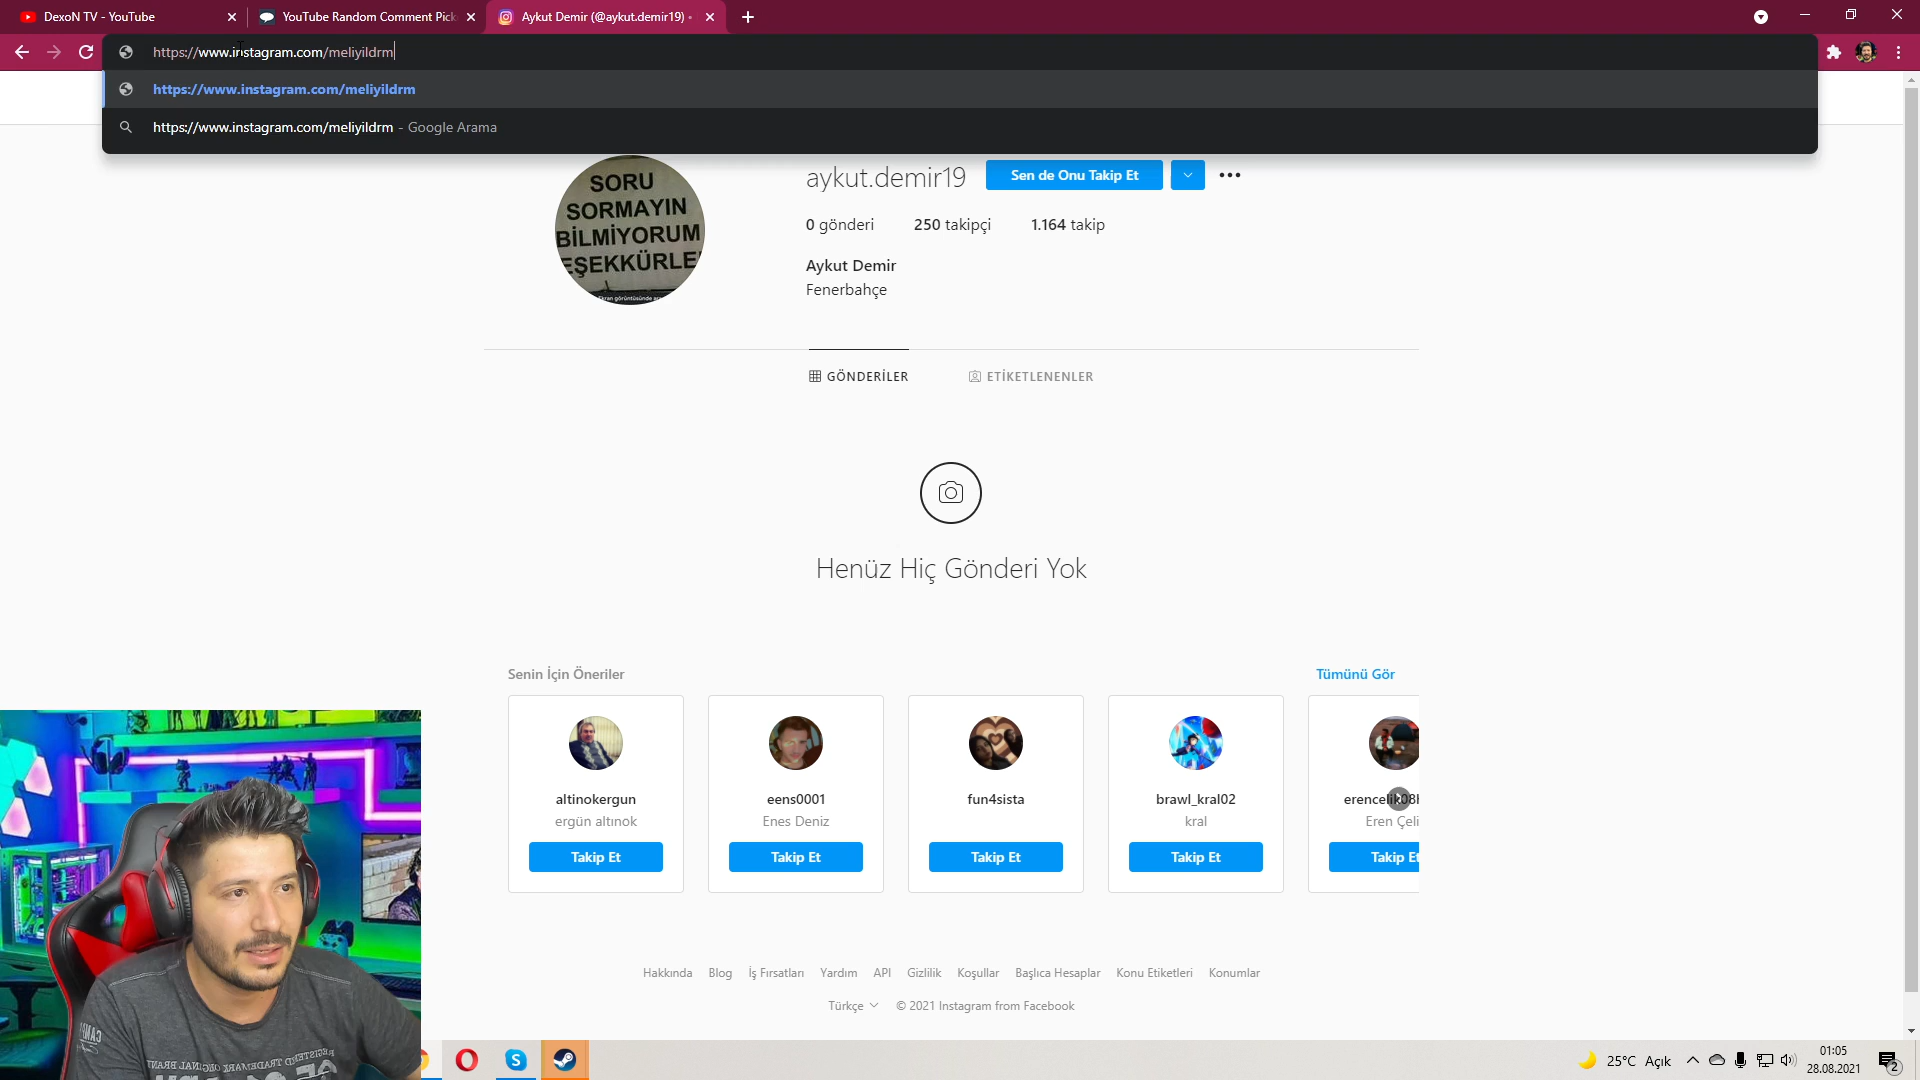 DexoN TV - YouTube
YouTube Random Comment Pick
Aykut Demir (@aykut.demir19) •
https://www.instagram.com/meliyildrm
https://www.instagram.com/meliyildrm
https://www.instagram.com/meliyildrm - Google Arama
SORU
SORMAYIN
BİLMİYORUM
EŞEKKÜRLE
aykut.demir19
Sen de Onu Takip Et
0 gönderi 250 takipçi 1.164 takip
Aykut Demir
Fenerbahçe
GÖNDERİLER
ETİKETLENENLER
Henüz Hiç Gönderi Yok
Senin İçin Öneriler
Tümünü Gör
altinokergun
ergün altınok
Takip Et
eens0001
Enes Deniz
Takip Et
fun4sista
Takip Et
brawl_kral02
kral
Takip Et
Eren Çeli
Takip Et
Hakkında Blog İş Fırsatları Yardım API Gizlilik Koşullar Başlıca Hesaplar Konu Etiketleri Konumlar
Türkçe © 2021 Instagram from Facebook
25°C Açık
01:05
28.08.2021
2